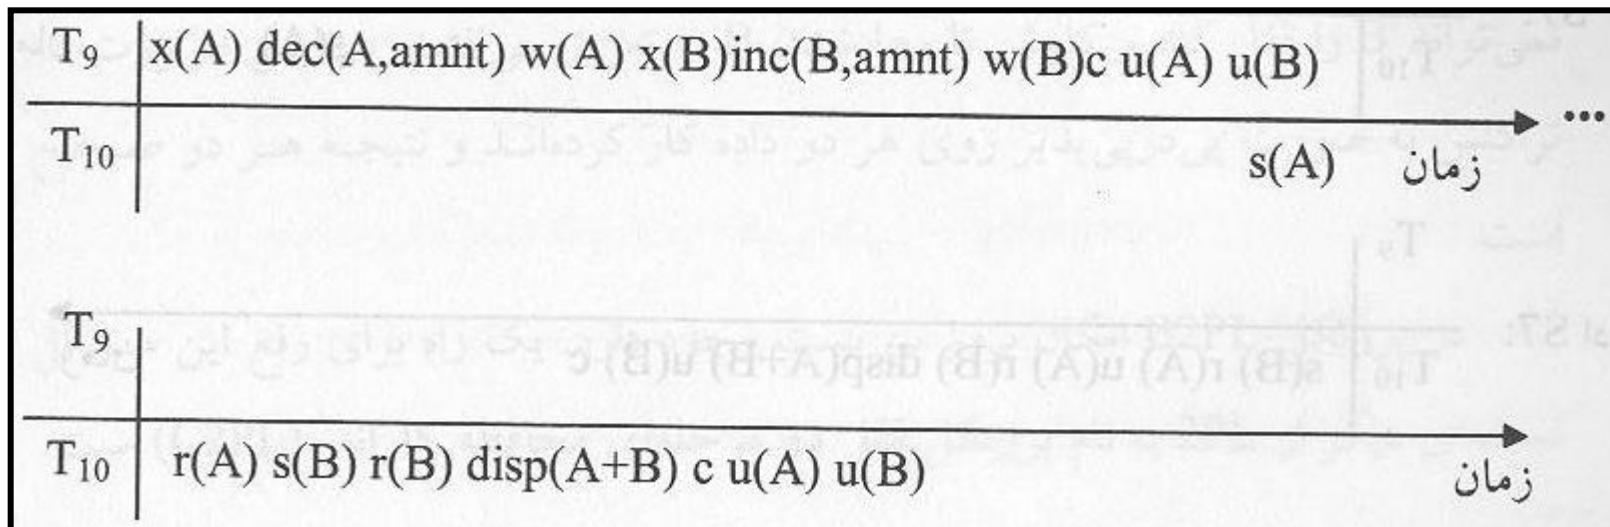 T9 x(A) dec(A,amnt) w(A) x(B)inc(B,amnt) w(B)c u(A) u(B)
...
T10 s(A) زمان
T9
T10 r(A) s(B) r(B) disp(A+B) c u(A) u(B)
زمان